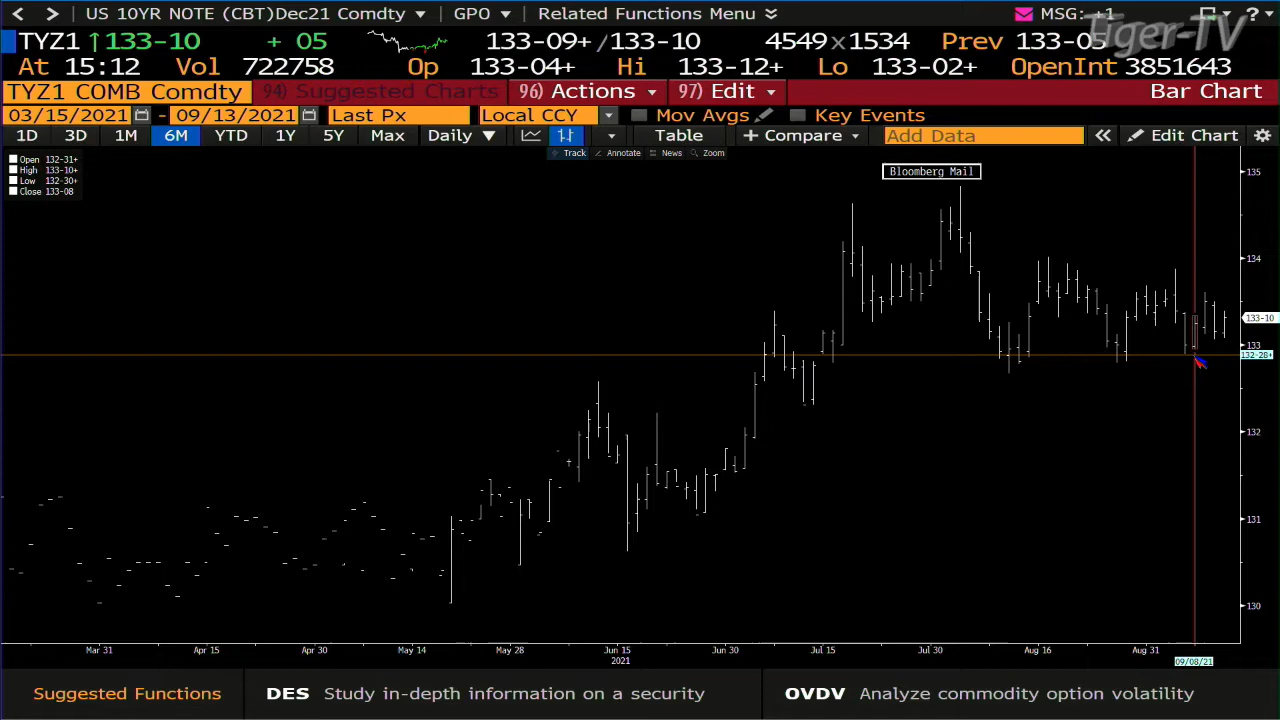 < > US 10YR NOTE (CBT)Dec21 Comdty ▼ GPO ▼ Related Functions Menu MSG: +1 ?
Tiger-TV
TYZ1 ↑133-10 + 05 133-09+/133-10 4549x1534 Prev 133-05
At 15:12 Vol 722758 Op 133-04+ Hi 133-12+ Lo 133-02+ OpenInt 3851643
TYZ1 COMB Comdty 94) Suggested Charts 96) Actions 97) Edit Bar Chart
03/15/2021 - 09/13/2021 Last Px Local CCY Mov Avgs Key Events
1D 3D 1M 6M YTD 1Y 5Y Max Daily ▼ Table + Compare Add Data « Edit Chart
Track Annotate News Zoom
Open 132-31+
High 133-10+
Low 132-30+
Close 133-08
Bloomberg Mail
135
134
133-10
133
132-28+
132
131
130
Mar 31 Apr 15 Apr 30 May 14 May 28 Jun 15 Jun 30 Jul 15 Jul 30 Aug 16 Aug 31
2021 09/08/21
Suggested Functions DES Study in-depth information on a security OVDV Analyze commodity option volatility